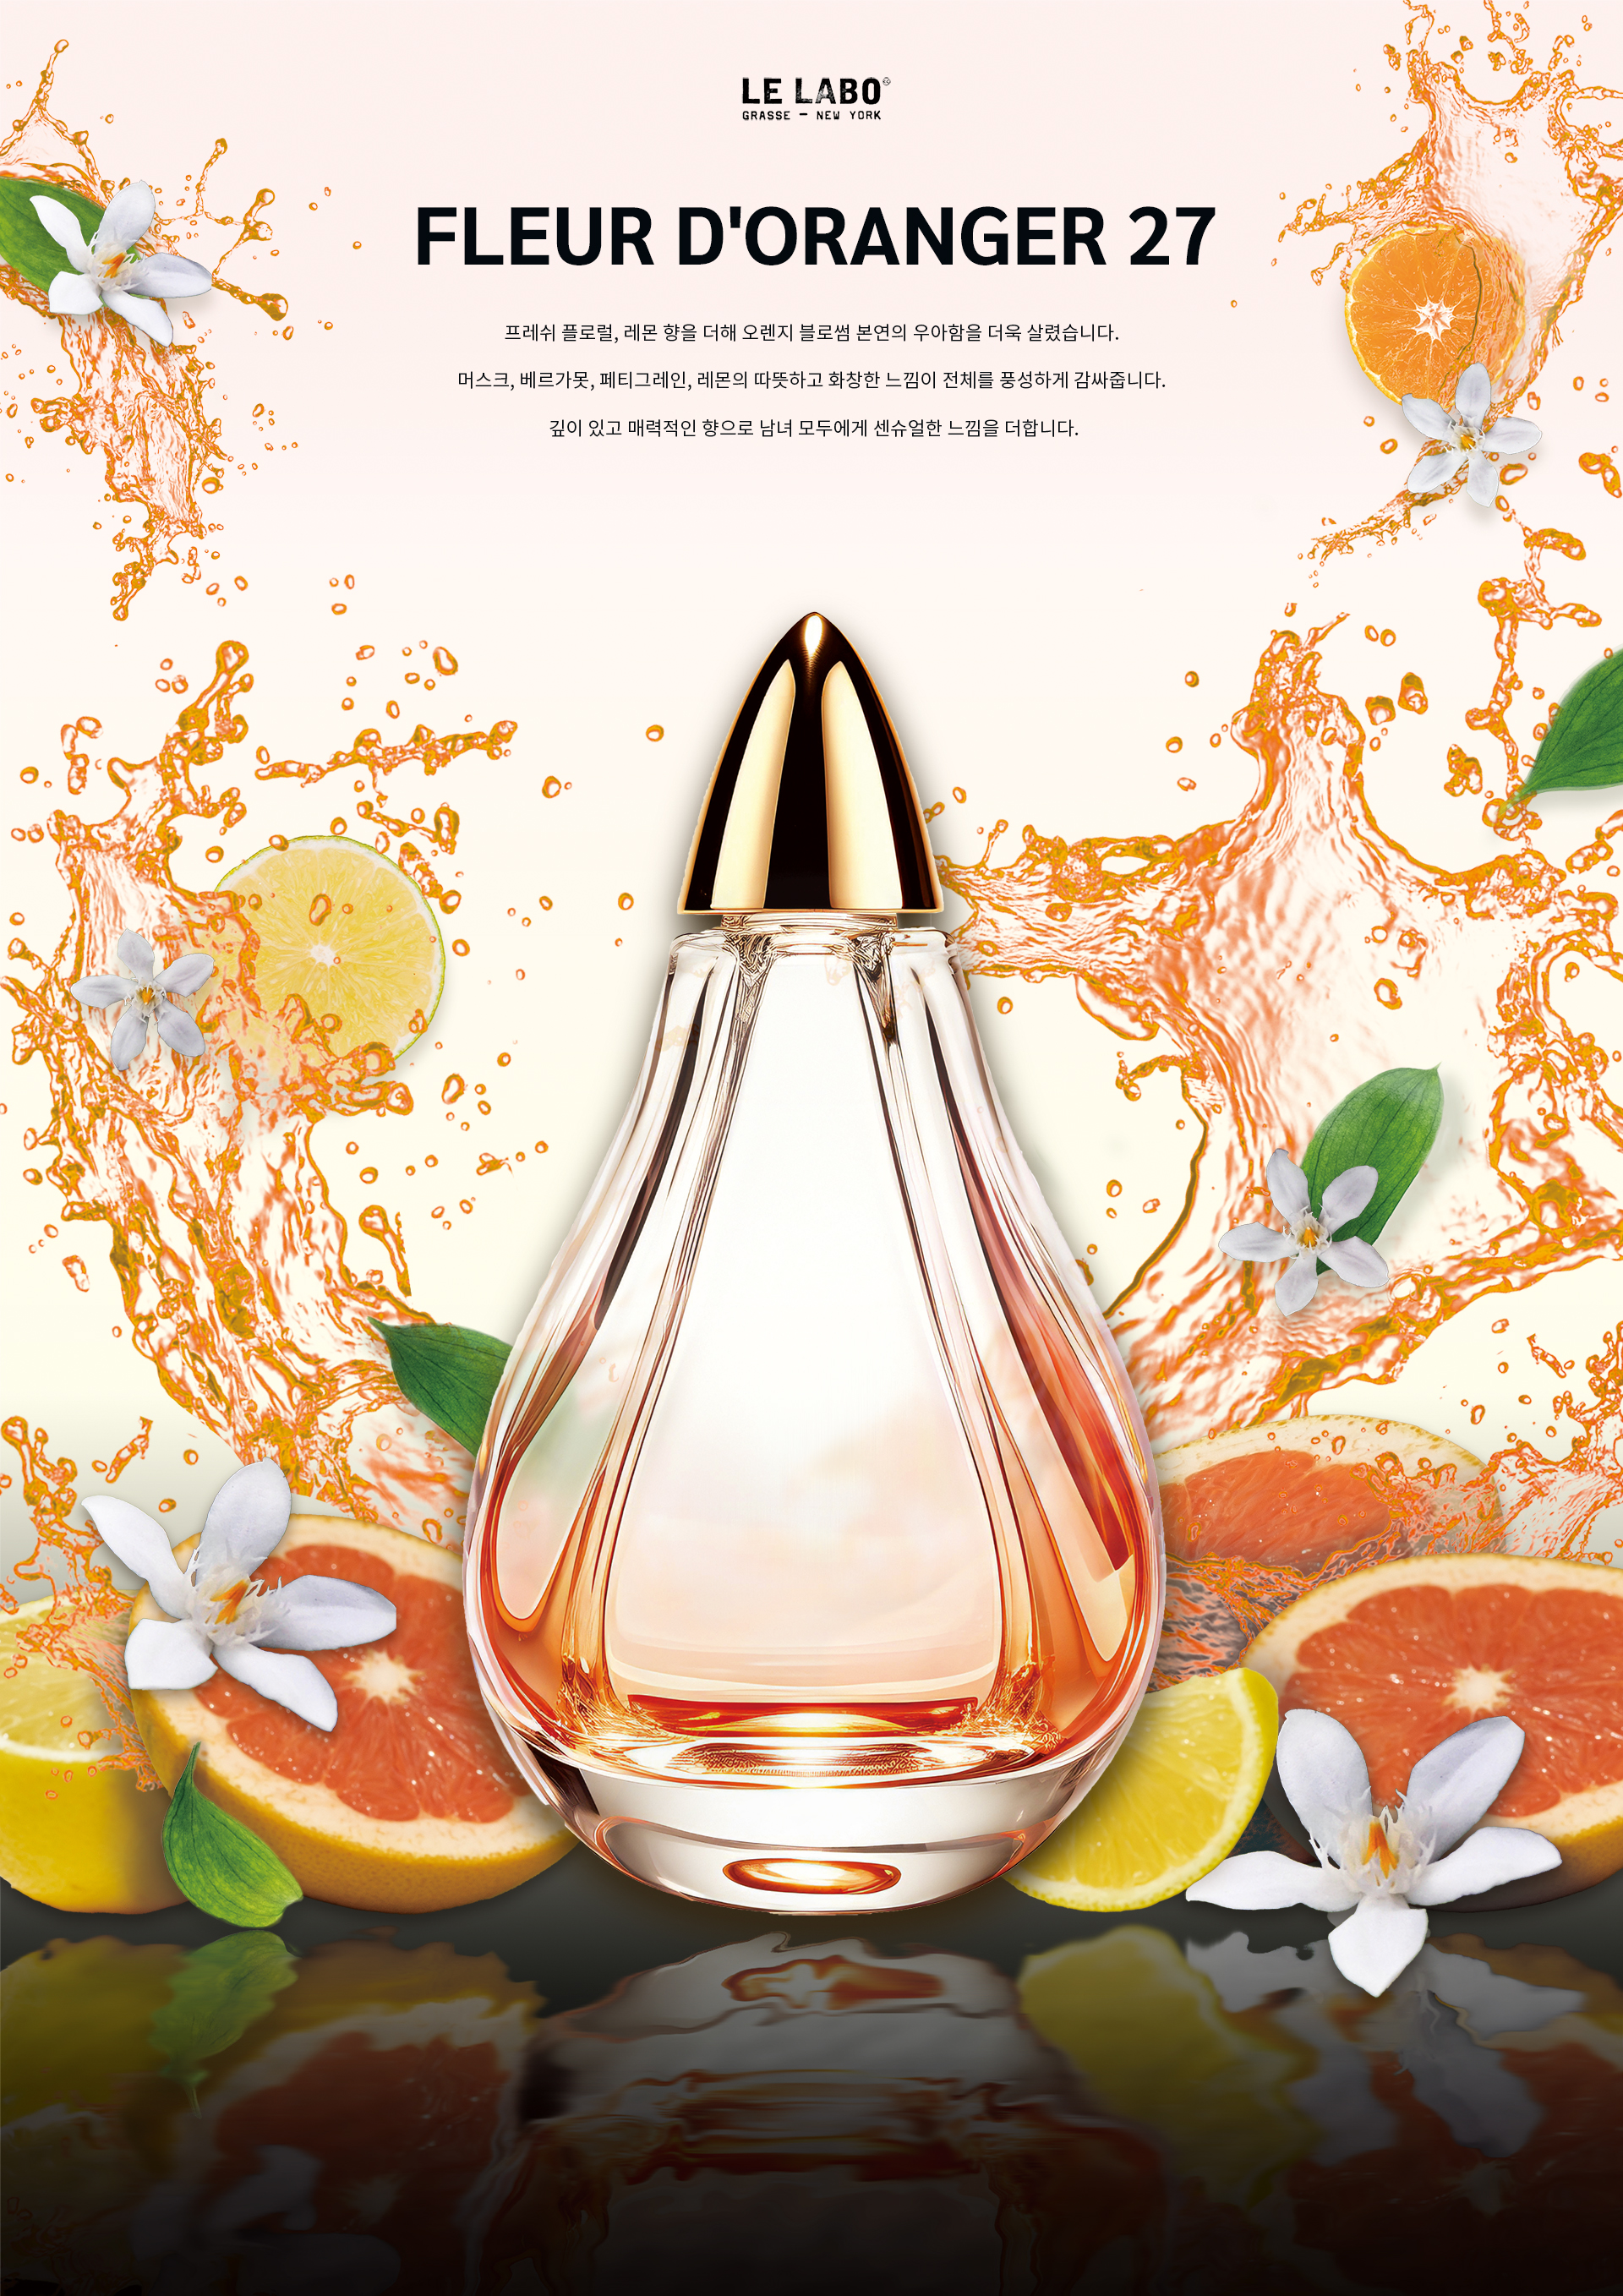 LE LABO
GRASSE — NEW YORK
FLEUR D'ORANGER 27
프레쉬 플로럴, 레몬 향을 더해 오렌지 블로썸 본연의 우아함을 더욱 살렸습니다.
머스크, 베르가못, 페티그레인, 레몬의 따뜻하고 화창한 느낌이 전체를 풍성하게 감싸줍니다.
깊이 있고 매력적인 향으로 남녀 모두에게 센슈얼한 느낌을 더합니다.